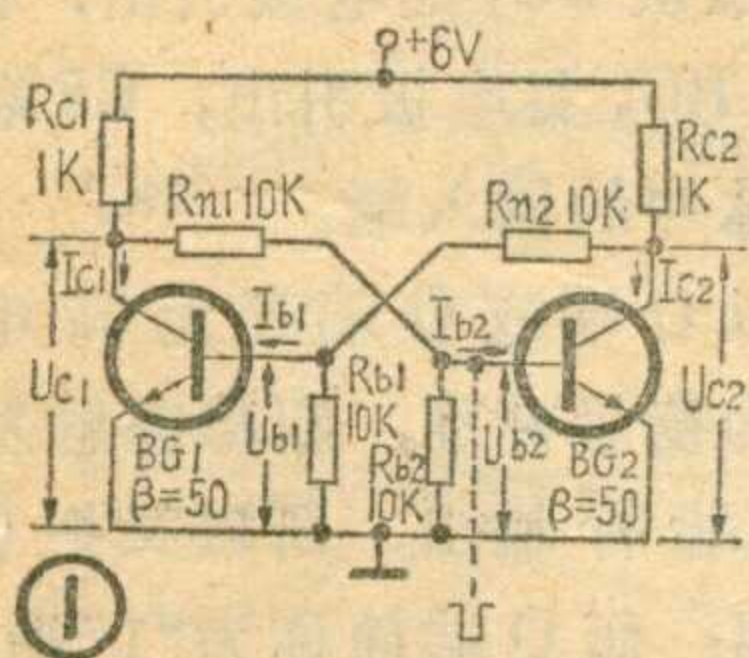 +6V
Rc1
1K
Rn1 10K
Rn2 10K
Rc2
1K
Ic1
Ib1
Ib2
Ic2
Uc1
Ub1
Rb1
10K
Rb2
10K
Ub2
Uc2
BG1
β=50
BG2
β=50
1